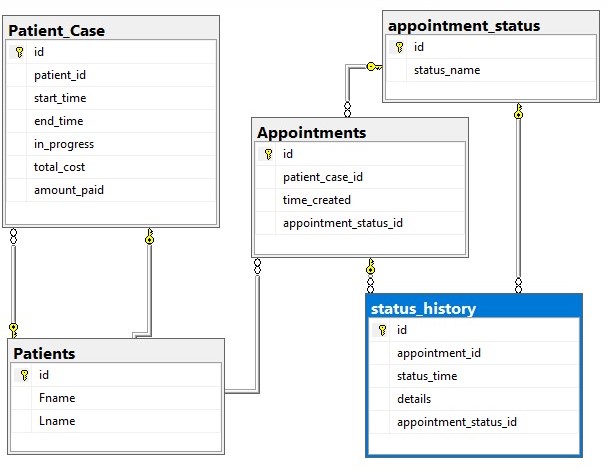 Patient_Case
id
patient_id
start_time
end_time
in_progress
total_cost
amount_paid
appointment_status
id
status_name
Appointments
id
patient_case_id
time_created
appointment_status_id
Patients
id
Fname
Lname
status_history
id
appointment_id
status_time
details
appointment_status_id